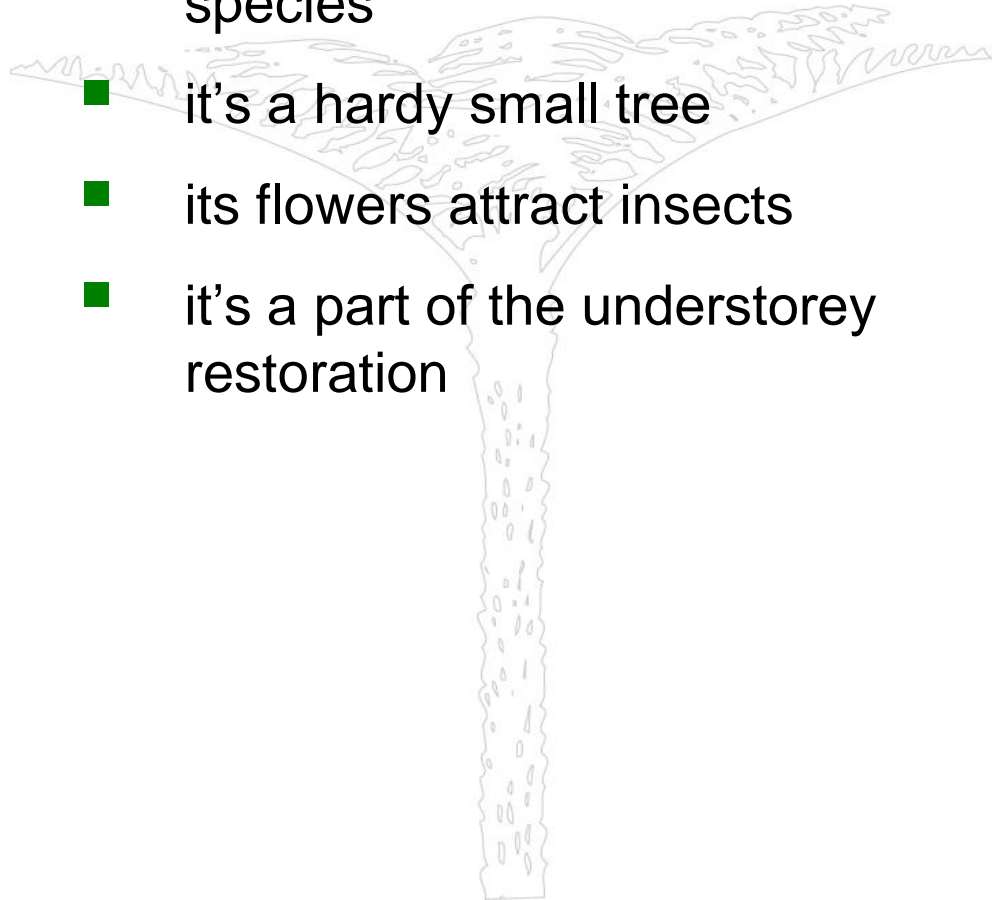 species
it’s a hardy small tree
its flowers attract insects
it’s a part of the understorey
restoration